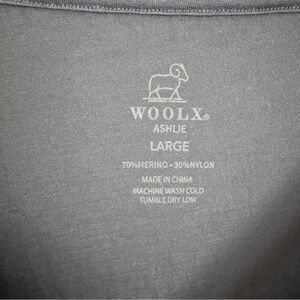 WOOLX®
ASHLIE
LARGE
70%MERINO • 30%NYLON
MADE IN CHINA
MACHINE WASH COLD
TUMBLE DRY LOW